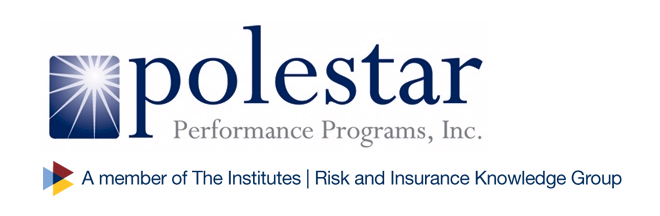 polestar
Performance Programs, Inc.
A member of The Institutes | Risk and Insurance Knowledge Group